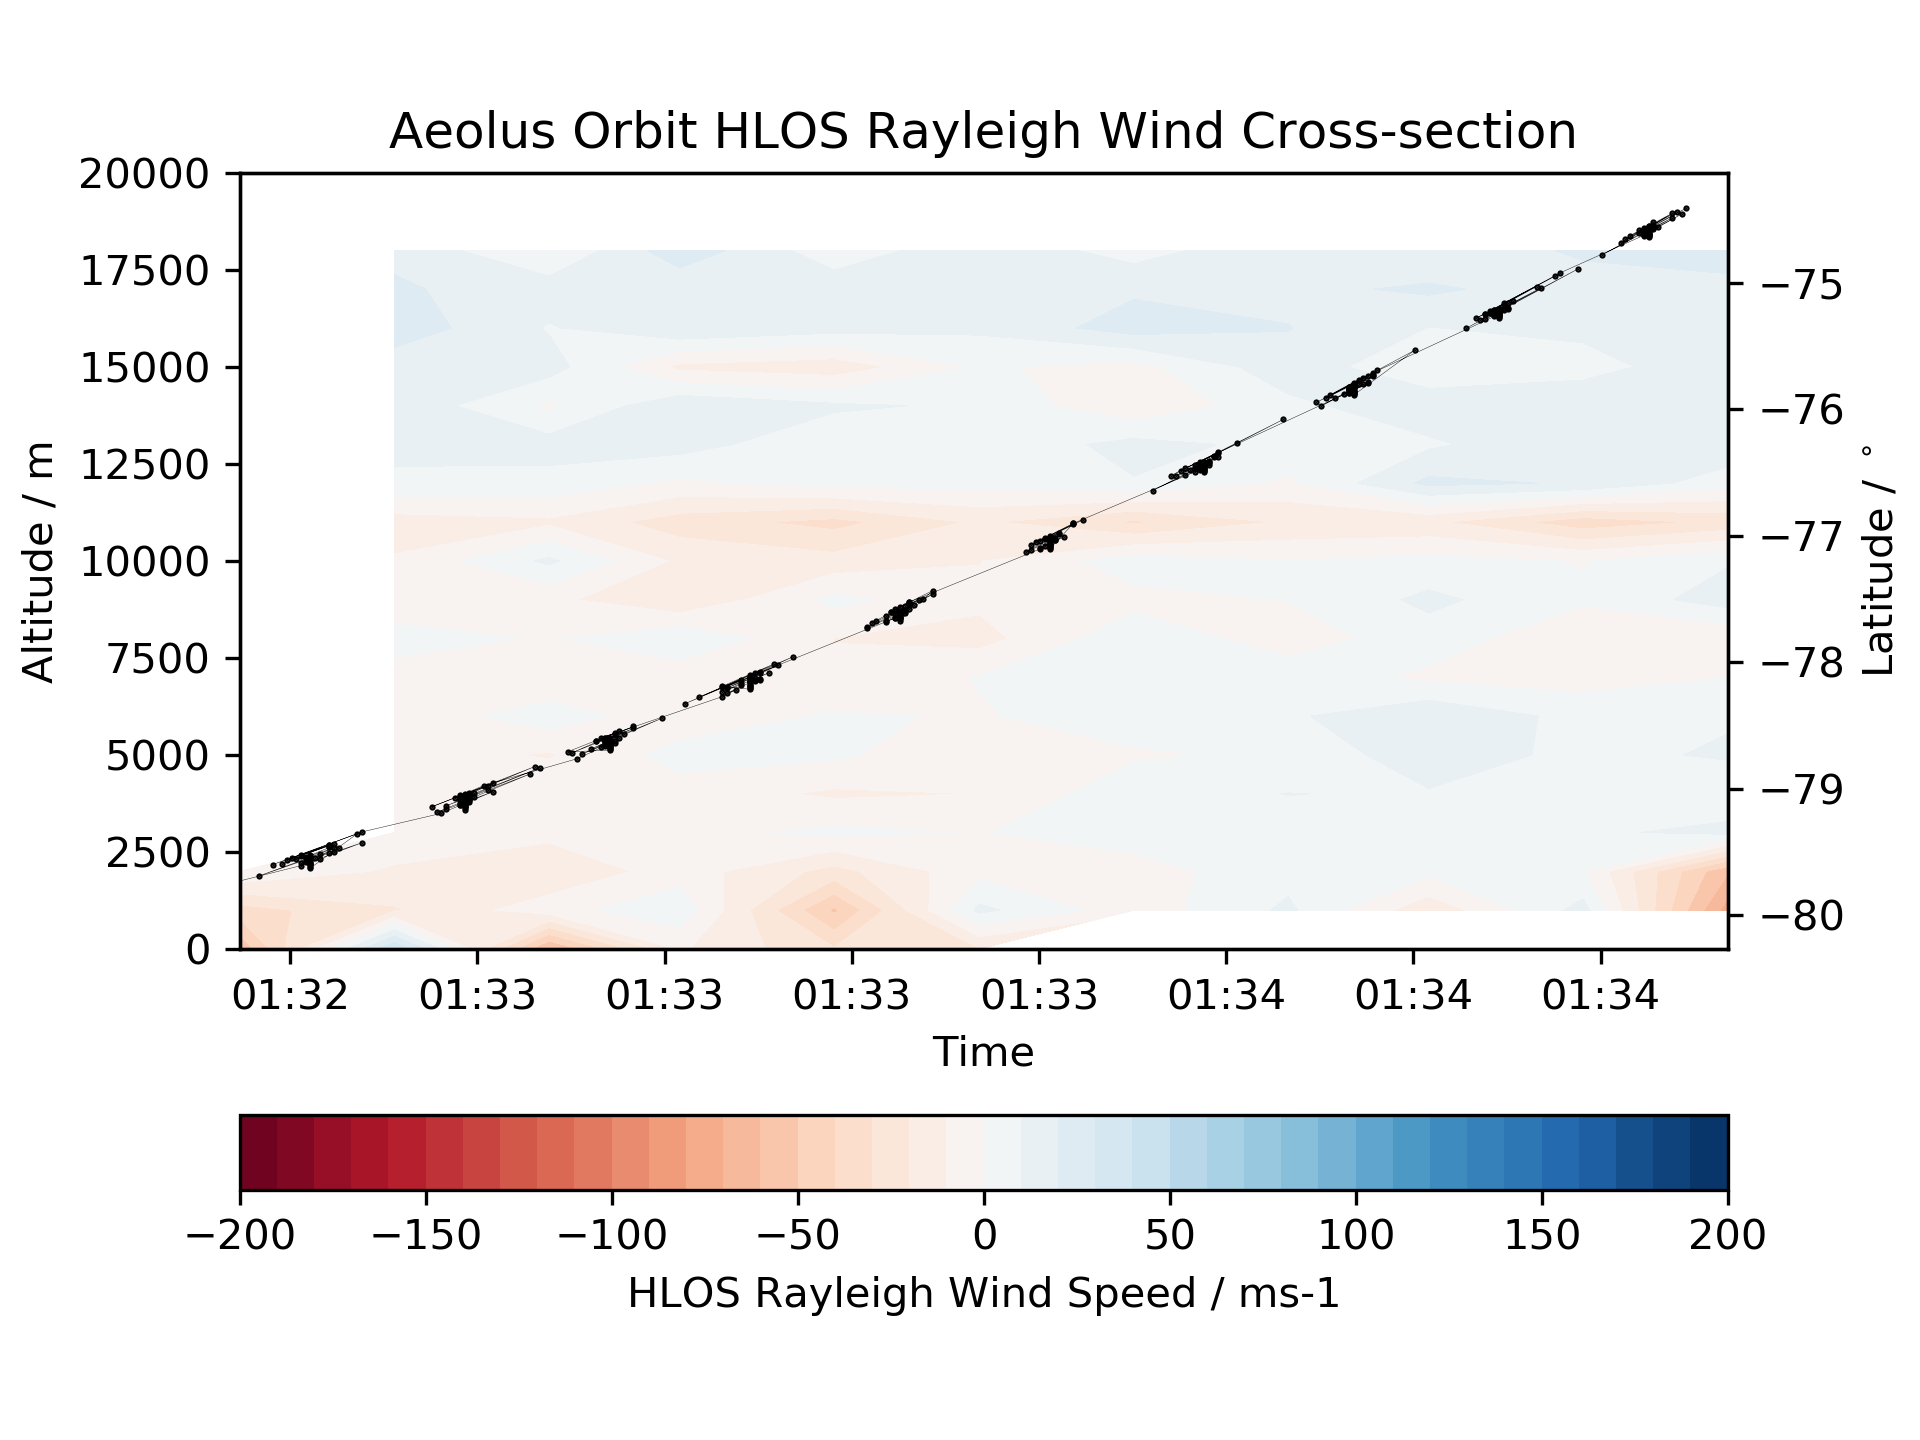 Aeolus Orbit HLOS Rayleigh Wind Cross-section
20000
17500
15000
12500
10000
7500
5000
2500
0
Altitude / m
−75
−76
−77
−78
−79
−80
Latitude / °
01:32 01:33 01:33 01:33 01:33 01:34 01:34 01:34
Time
−200 −150 −100 −50 0 50 100 150 200
HLOS Rayleigh Wind Speed / ms-1